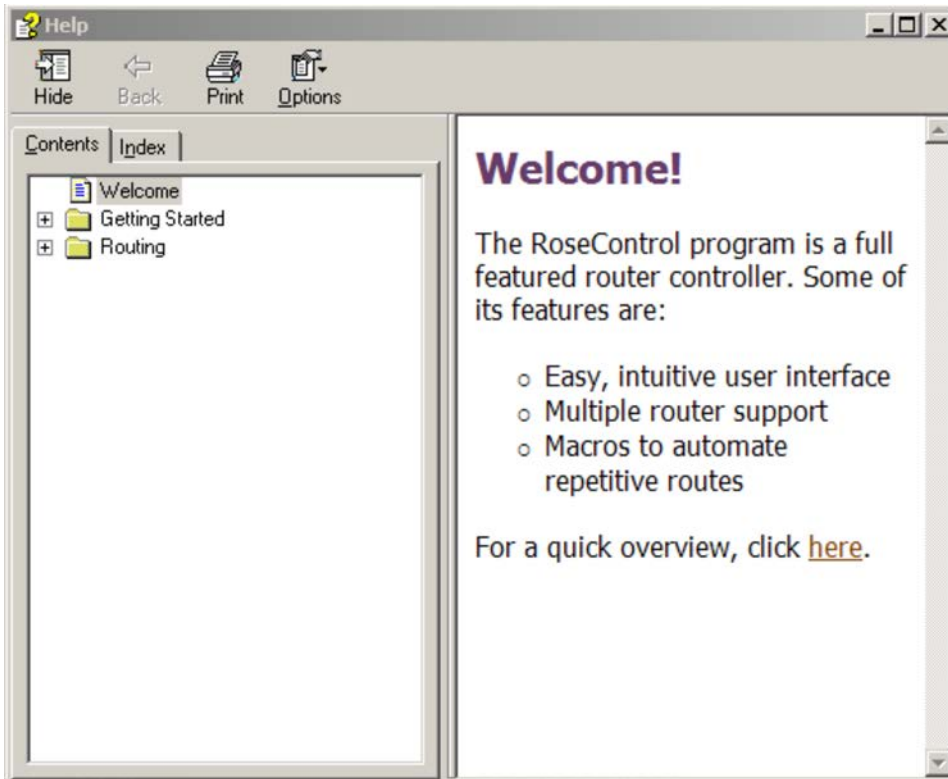 Help
Hide Back Print Options
Contents Index
Welcome
Getting Started
Routing
Welcome!
The RoseControl program is a full
featured router controller. Some of
its features are:
Easy, intuitive user interface
Multiple router support
Macros to automate
repetitive routes
For a quick overview, click here.